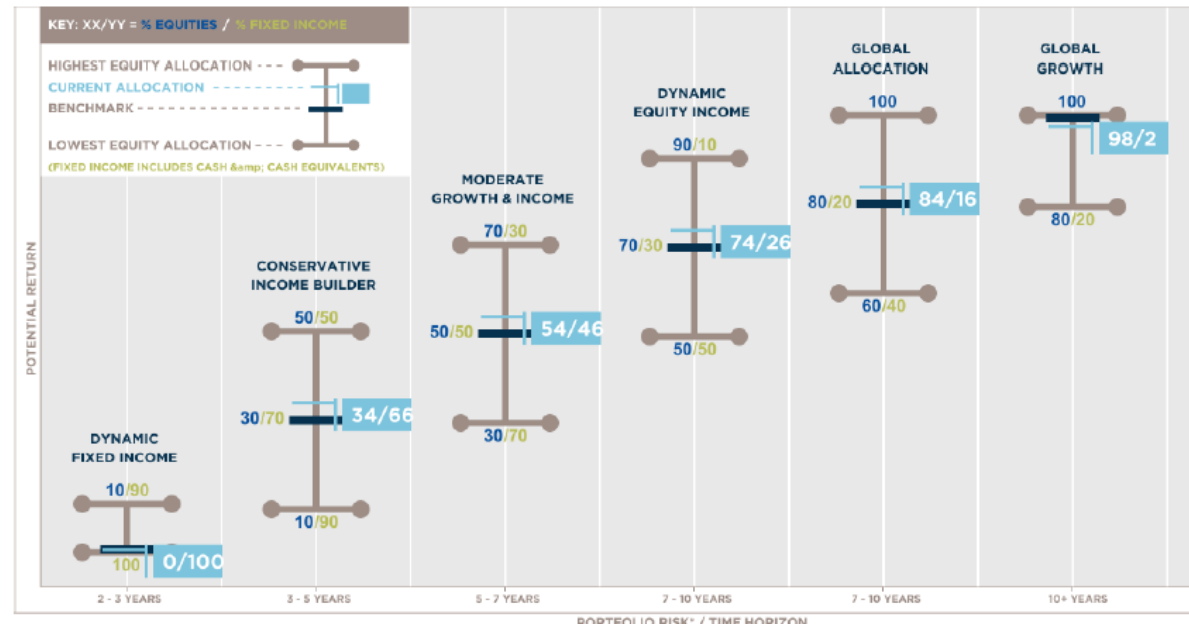 KEY: XX/YY = % EQUITIES / % FIXED INCOME
HIGHEST EQUITY ALLOCATION
CURRENT ALLOCATION
BENCHMARK
LOWEST EQUITY ALLOCATION
(FIXED INCOME INCLUDES CASH &amp; CASH EQUIVALENTS)
POTENTIAL RETURN
DYNAMIC
FIXED INCOME
10/90
100
0/100
CONSERVATIVE
INCOME BUILDER
50/50
30/70
34/66
10/90
MODERATE
GROWTH & INCOME
70/30
50/50
54/46
30/70
DYNAMIC
EQUITY INCOME
90/10
70/30
74/26
50/50
GLOBAL
ALLOCATION
100
80/20
84/16
60/40
GLOBAL
GROWTH
100
98/2
80/20
2 - 3 YEARS
3 - 5 YEARS
5 - 7 YEARS
7 - 10 YEARS
7 - 10 YEARS
10+ YEARS
PORTFOLIO RISK* / TIME HORIZON